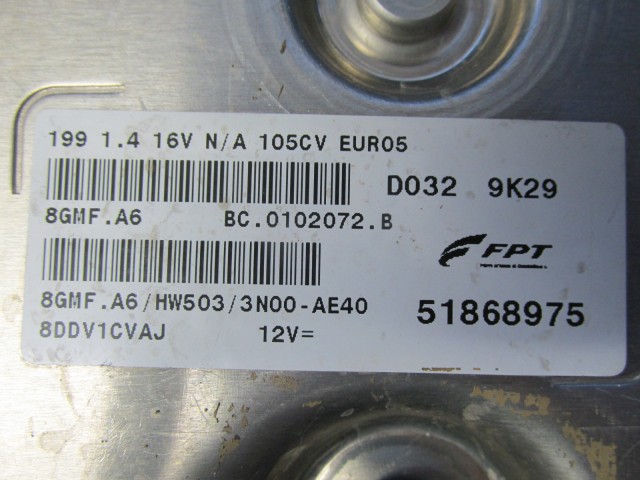 199 1.4 16V N/A 105CV EURO5
D032 9K29
8GMF.A6 BC.0102072.B
FPT
8GMF.A6/HW503/3N00-AE40
51868975
8DDV1CVAJ 12V=